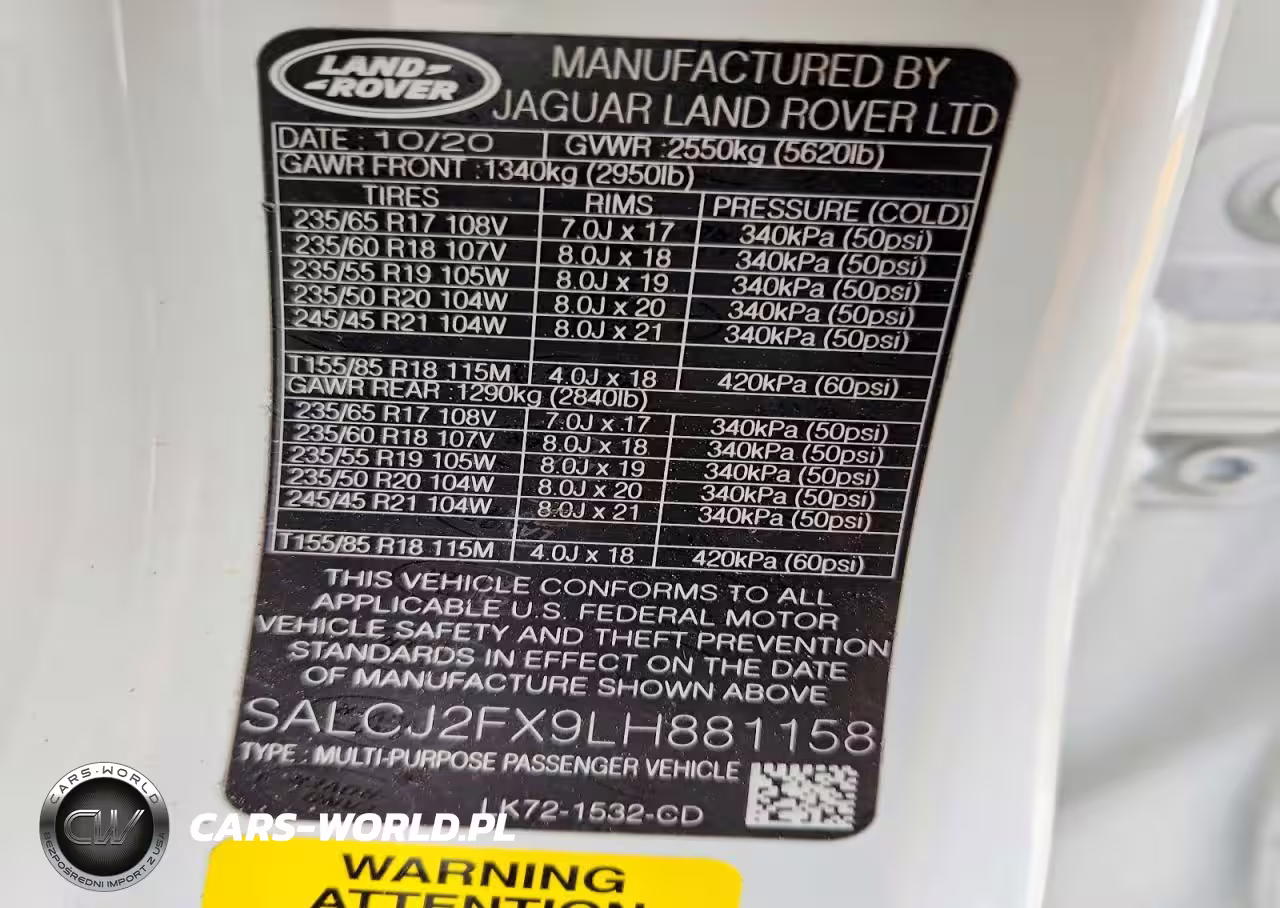 LAND-
-ROVER
MANUFACTURED BY
JAGUAR LAND ROVER LTD
DATE : 10/20 GVWR : 2550kg (5620lb)
GAWR FRONT : 1340kg (2950lb)
TIRES RIMS PRESSURE (COLD)
235/65 R17 108V 7.0J x 17 340kPa (50psi)
235/60 R18 107V 8.0J x 18 340kPa (50psi)
235/55 R19 105W 8.0J x 19 340kPa (50psi)
235/50 R20 104W 8.0J x 20 340kPa (50psi)
245/45 R21 104W 8.0J x 21 340kPa (50psi)
T155/85 R18 115M 4.0J x 18 420kPa (60psi)
GAWR REAR : 1290kg (2840lb)
235/65 R17 108V 7.0J x 17 340kPa (50psi)
235/60 R18 107V 8.0J x 18 340kPa (50psi)
235/55 R19 105W 8.0J x 19 340kPa (50psi)
235/50 R20 104W 8.0J x 20 340kPa (50psi)
245/45 R21 104W 8.0J x 21 340kPa (50psi)
T155/85 R18 115M 4.0J x 18 420kPa (60psi)
THIS VEHICLE CONFORMS TO ALL
APPLICABLE U.S. FEDERAL MOTOR
VEHICLE SAFETY AND THEFT PREVENTION
STANDARDS IN EFFECT ON THE DATE
OF MANUFACTURE SHOWN ABOVE
SALCJ2FX9LH881158
TYPE : MULTI-PURPOSE PASSENGER VEHICLE
LK72-1532-CD
CARS-WORLD
CW
BEZPOŚREDNI IMPORT Z USA
CARS-WORLD.PL
WARNING
ATTENTION